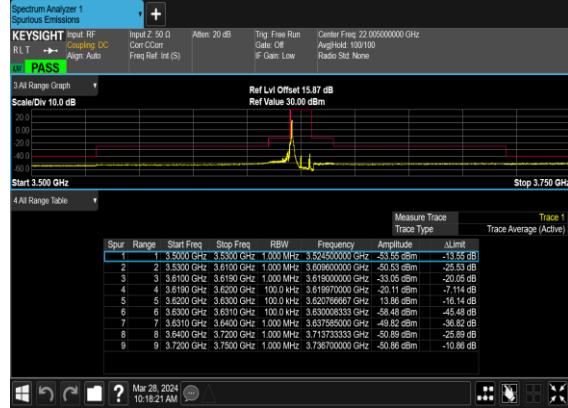 Spectrum Analyzer 1
Spurious Emissions
KEYSIGHT Input: RF Input Z: 50 Ω Atten: 20 dB Trig: Free Run Center Freq: 22.005000000 GHz
RLT Coupling: DC Corr CCorr Gate: Off Avg|Hold: 100/100
Align: Auto Freq Ref: Int (S) IF Gain: Low Radio Std: None
PASS
3 All Range Graph Ref Lvl Offset 15.87 dB
Scale/Div 10.0 dB Ref Value 30.00 dBm
20.0
0.00
-20.0
-40.0
-60.0
Start 3.500 GHz Stop 3.750 GHz
4 All Range Table
Measure Trace Trace 1
Trace Type Trace Average (Active)
Spur Range Start Freq Stop Freq RBW Frequency Amplitude ΔLimit
1 1 3.5000 GHz 3.5300 GHz 1.000 MHz 3.524500000 GHz -53.55 dBm -13.55 dB
2 2 3.5300 GHz 3.6100 GHz 1.000 MHz 3.609600000 GHz -50.53 dBm -25.53 dB
3 3 3.6100 GHz 3.6190 GHz 1.000 MHz 3.619000000 GHz -33.05 dBm -20.05 dB
4 4 3.6190 GHz 3.6200 GHz 100.0 kHz 3.619970000 GHz -20.11 dBm -7.114 dB
5 5 3.6200 GHz 3.6300 GHz 100.0 kHz 3.620766667 GHz 13.86 dBm -16.14 dB
6 6 3.6300 GHz 3.6310 GHz 100.0 kHz 3.630008333 GHz -58.48 dBm -45.48 dB
7 7 3.6310 GHz 3.6400 GHz 1.000 MHz 3.637585000 GHz -49.82 dBm -36.82 dB
8 8 3.6400 GHz 3.7200 GHz 1.000 MHz 3.713733333 GHz -50.89 dBm -25.89 dB
9 9 3.7200 GHz 3.7500 GHz 1.000 MHz 3.736700000 GHz -50.86 dBm -10.86 dB
? Mar 28, 2024
10:18:21 AM